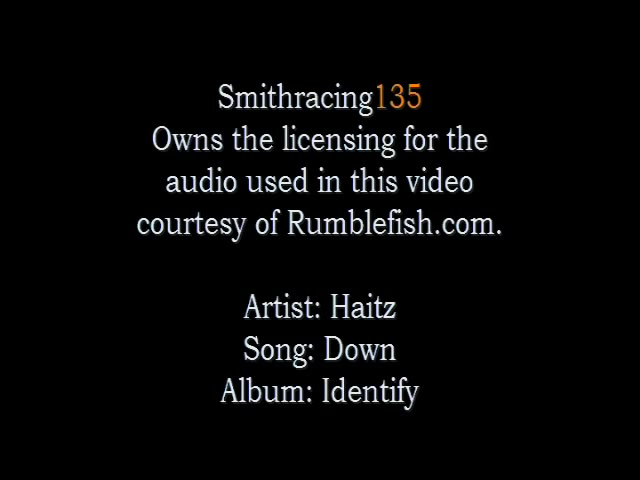 Smithracing135
Owns the licensing for the
audio used in this video
courtesy of Rumblefish.com.
Artist: Haitz
Song: Down
Album: Identify